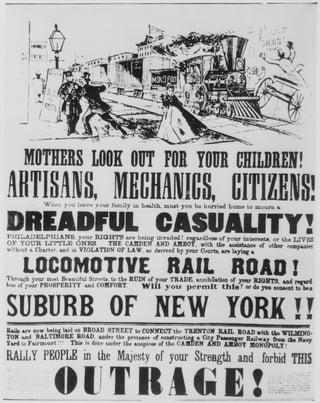 MONOPOS
MOTHERS LOOK OUT FOR YOUR CHILDREN!
ARTISANS, MECHANICS, CITIZENS!
When you leave your family in health, must you be hurried home to mourn a
DREADFUL CASUALITY!
PHILADELPHIANS, your RIGHTS are being invaded! regardless of your interests, or the LIVES
OF YOUR LITTLE ONES. THE CAMDEN AND AMBOY, with the assistance of other companies
without a Charter, and in VIOLATION OF LAW, as decreed by your Courts, are laying a
LOCOMOTIVE RAIL ROAD!
Through your most Beautiful Streets, to the RUIN of your TRADE, annihilation of your RIGHTS, and regard-
less of your PROSPERITY and COMFORT. Will you permit this? or do you consent to be a
SUBURB OF NEW YORK !!
Rails are now being laid on BROAD STREET to CONNECT the TRENTON RAIL ROAD with the WILMING-
TON and BALTIMORE ROAD, under the pretence of constructing a City Passenger Railway from the Navy
Yard to Fairmount!!! This is done under the auspices of the CAMDEN AND AMBOY MONOPOLY!
RALLY PEOPLE in the Majesty of your Strength and forbid THIS
OUTRAGE!